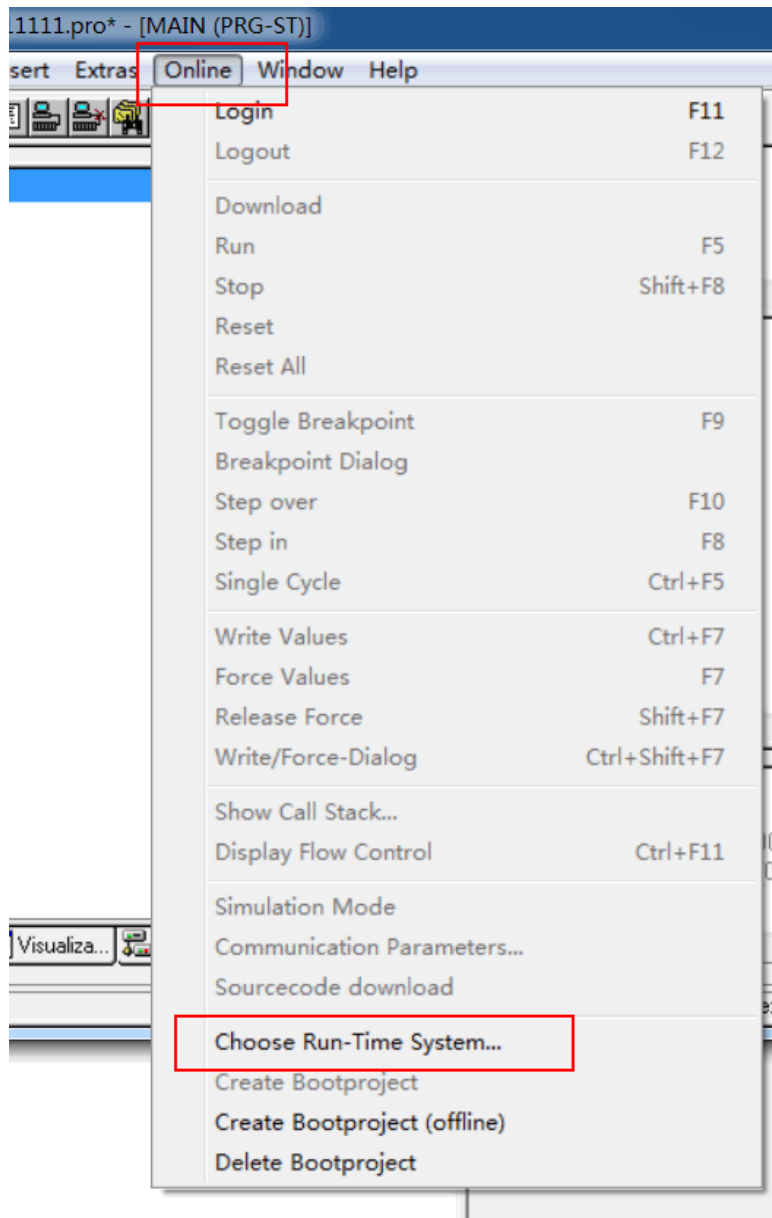 1111.pro* - [MAIN (PRG-ST)]
sert Extras Online Window Help
Login F11
Logout F12
Download
Run F5
Stop Shift+F8
Reset
Reset All
Toggle Breakpoint F9
Breakpoint Dialog
Step over F10
Step in F8
Single Cycle Ctrl+F5
Write Values Ctrl+F7
Force Values F7
Release Force Shift+F7
Write/Force-Dialog Ctrl+Shift+F7
Show Call Stack...
Display Flow Control Ctrl+F11
Simulation Mode
Visualiza... Communication Parameters...
Sourcecode download
Choose Run-Time System...
Create Bootproject
Create Bootproject (offline)
Delete Bootproject